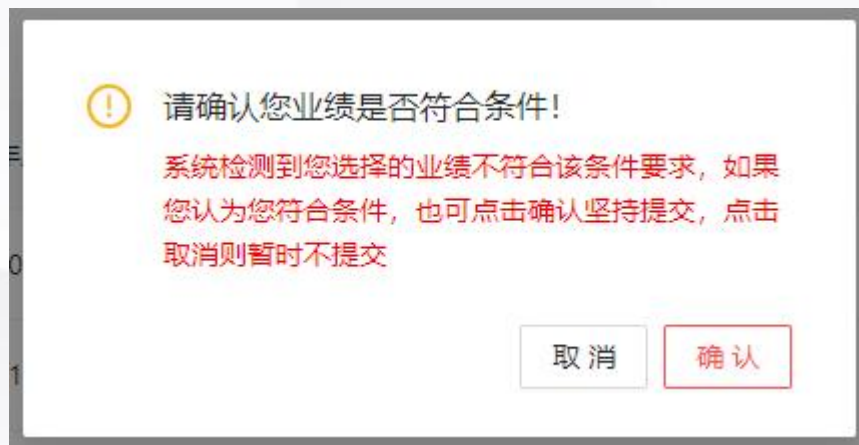 请确认您业绩是否符合条件!
系统检测到您选择的业绩不符合该条件要求，如果
您认为您符合条件，也可点击确认坚持提交，点击
取消则暂时不提交
0
1
取 消
确 认